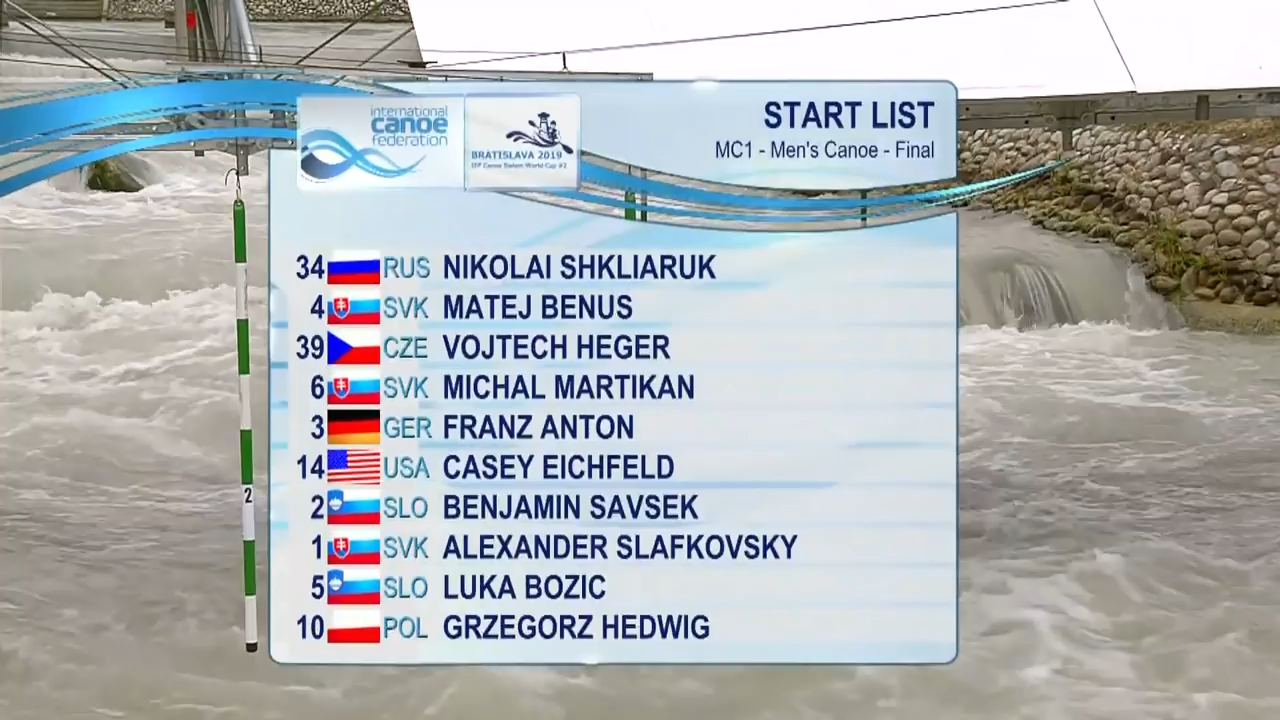 international
canoe
federation
BRATISLAVA 2019
ICF Canoe Slalom World Cup #2
START LIST
MC1 - Men's Canoe - Final
34 RUS NIKOLAI SHKLIARUK
4 SVK MATEJ BENUS
39 CZE VOJTECH HEGER
6 SVK MICHAL MARTIKAN
3 GER FRANZ ANTON
14 USA CASEY EICHFELD
2 SLO BENJAMIN SAVSEK
1 SVK ALEXANDER SLAFKOVSKY
5 SLO LUKA BOZIC
10 POL GRZEGORZ HEDWIG
2